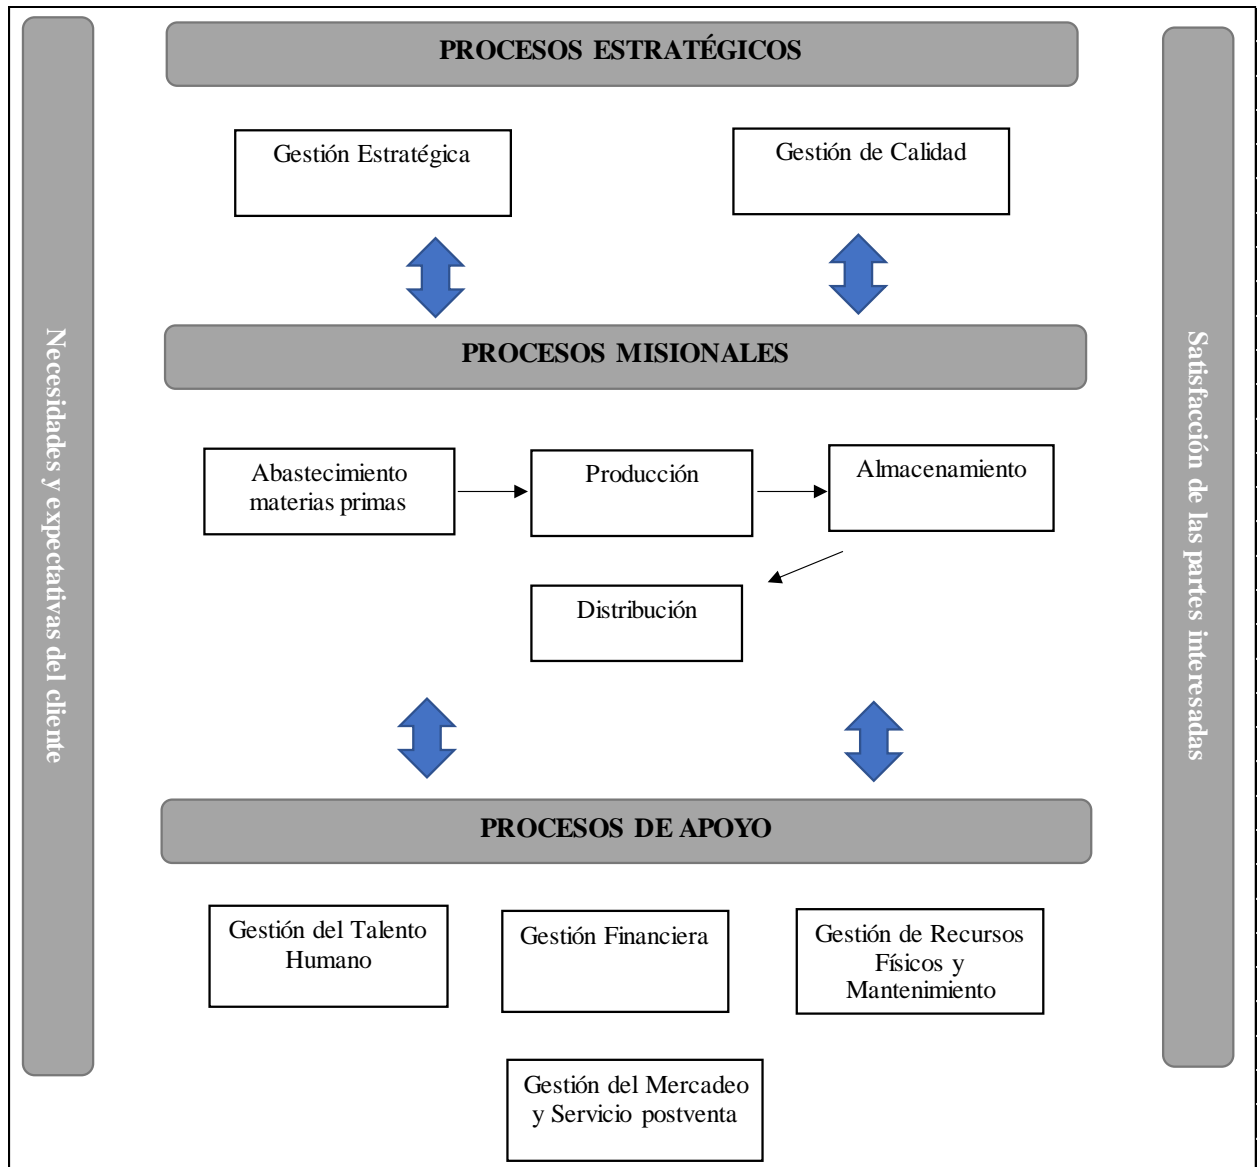 PROCESOS ESTRATÉGICOS
Gestión Estratégica
Gestión de Calidad
Necesidades y expectativas del cliente
Satisfacción de las partes interesadas
PROCESOS MISIONALES
Abastecimiento
materias primas
Producción
Almacenamiento
Distribución
PROCESOS DE APOYO
Gestión del Talento
Humano
Gestión Financiera
Gestión de Recursos
Físicos y
Mantenimiento
Gestión del Mercadeo
y Servicio postventa